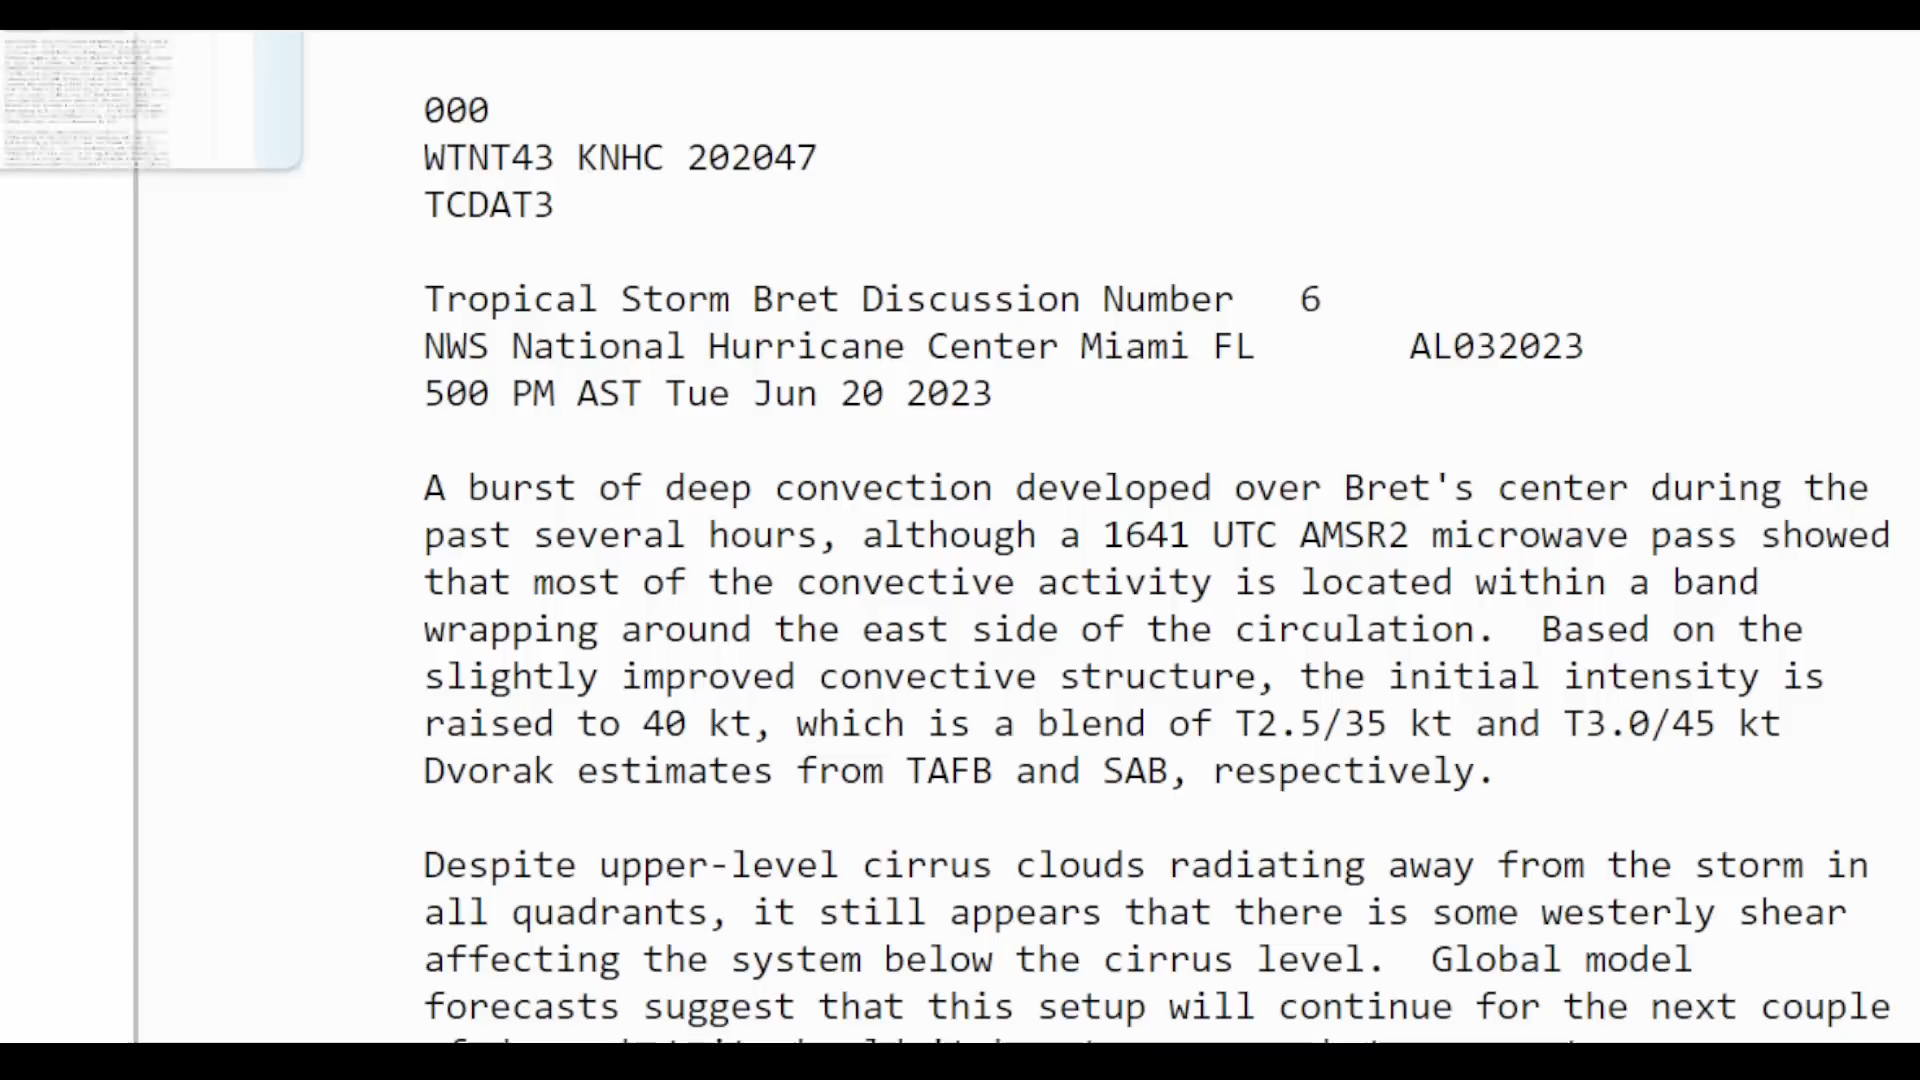 000
WTNT43 KNHC 202047
TCDAT3
Tropical Storm Bret Discussion Number   6
NWS National Hurricane Center Miami FL       AL032023
500 PM AST Tue Jun 20 2023
A burst of deep convection developed over Bret's center during the
past several hours, although a 1641 UTC AMSR2 microwave pass showed
that most of the convective activity is located within a band
wrapping around the east side of the circulation.  Based on the
slightly improved convective structure, the initial intensity is
raised to 40 kt, which is a blend of T2.5/35 kt and T3.0/45 kt
Dvorak estimates from TAFB and SAB, respectively.
Despite upper-level cirrus clouds radiating away from the storm in
all quadrants, it still appears that there is some westerly shear
affecting the system below the cirrus level.  Global model
forecasts suggest that this setup will continue for the next couple